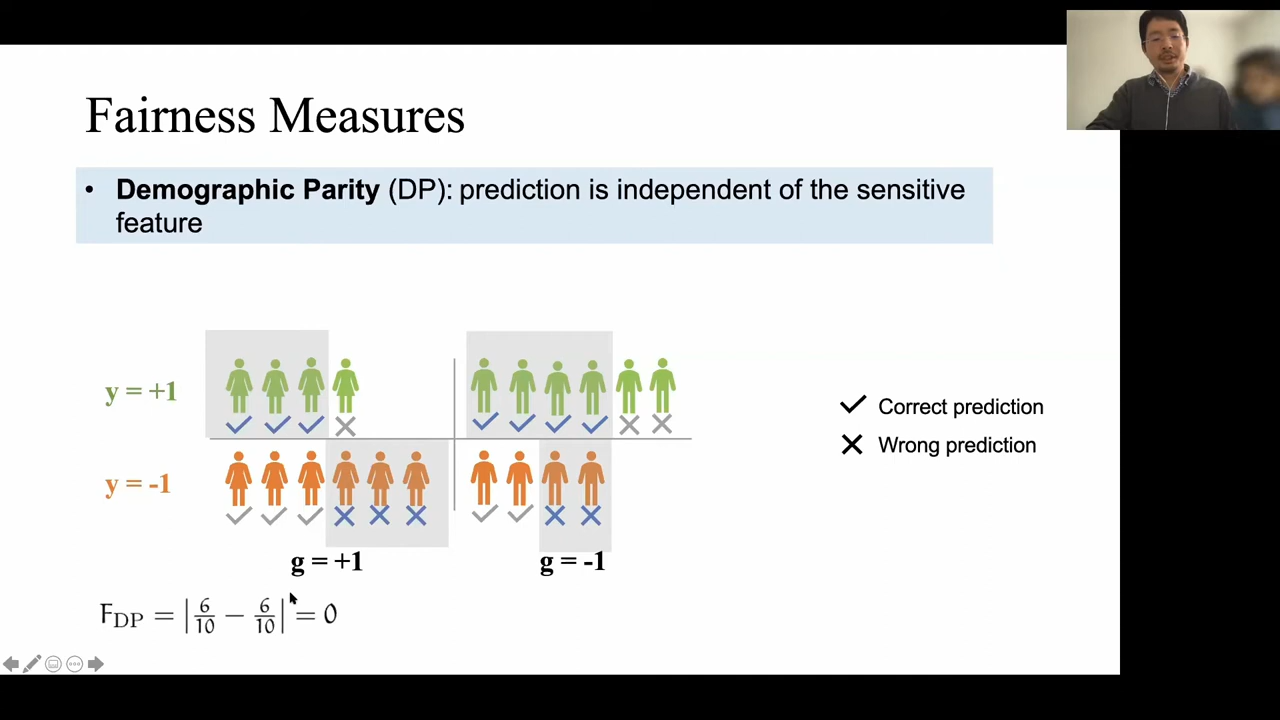 Fairness Measures
• Demographic Parity (DP): prediction is independent of the sensitive
feature
y = +1
y = -1
g = +1
g = -1
Correct prediction
Wrong prediction
F_DP = |6/10 − 6/10| = 0